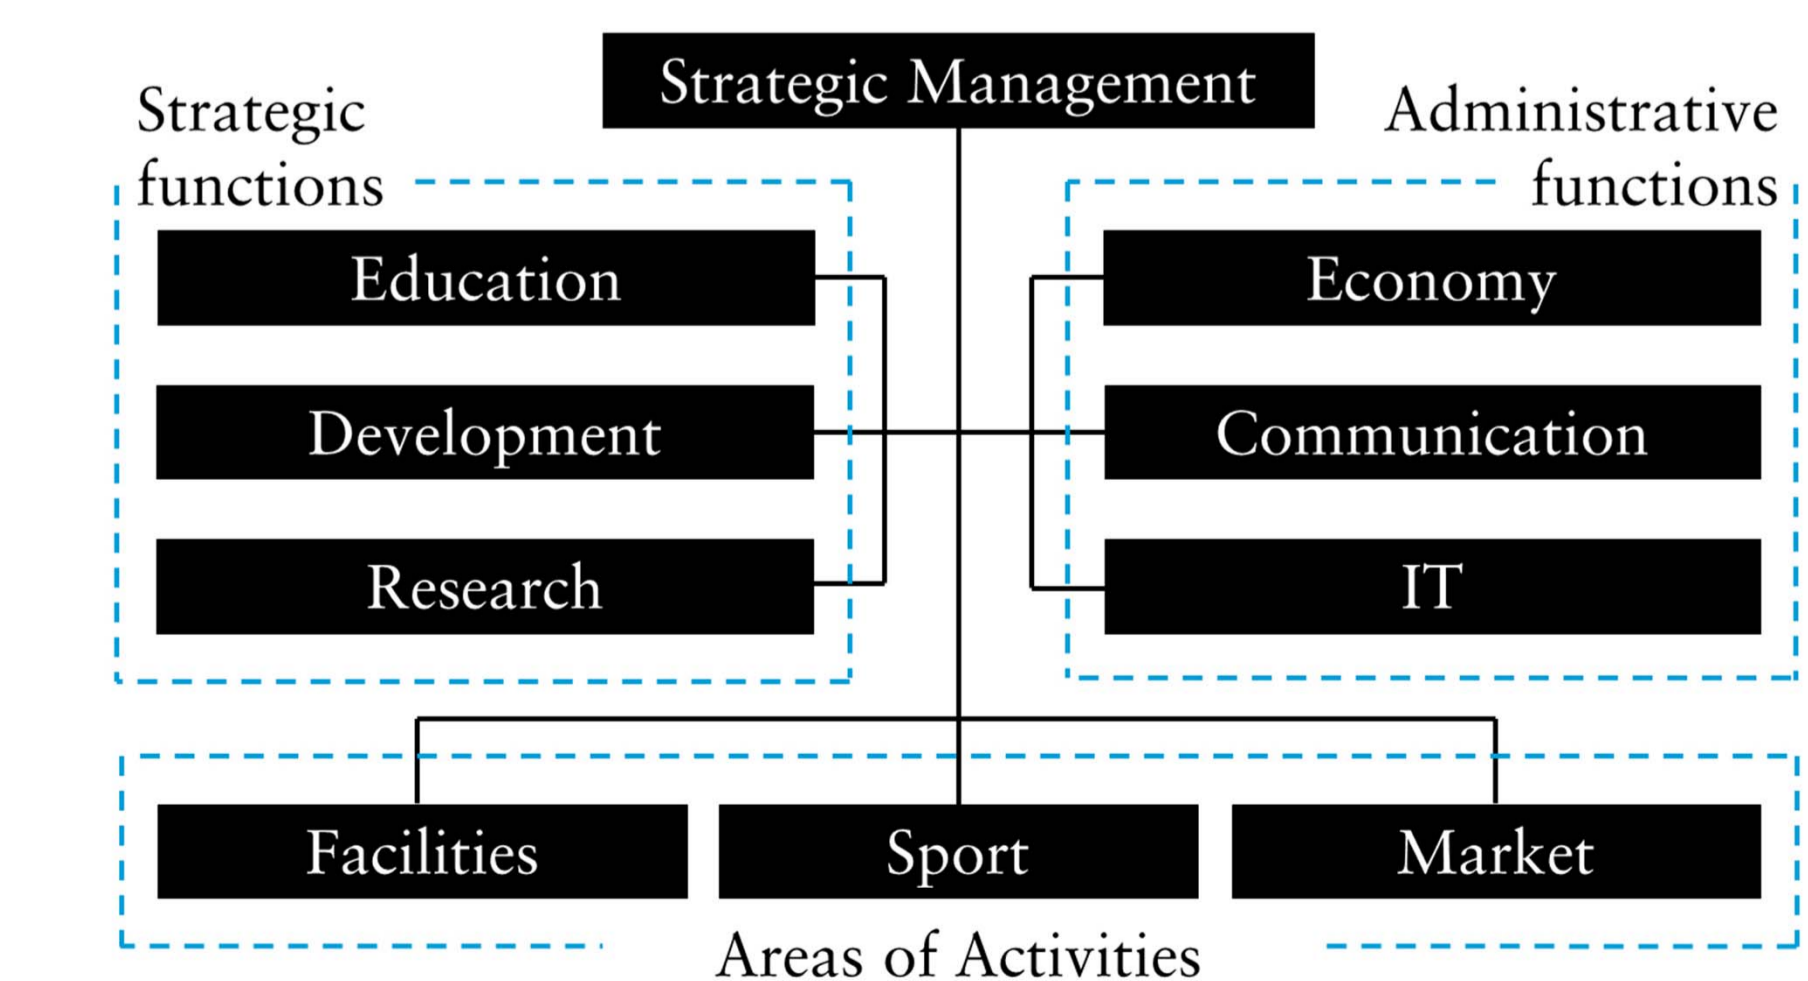 Strategic Management
Strategic
functions
Administrative
functions
Education
Economy
Development
Communication
Research
IT
Facilities
Sport
Market
Areas of Activities